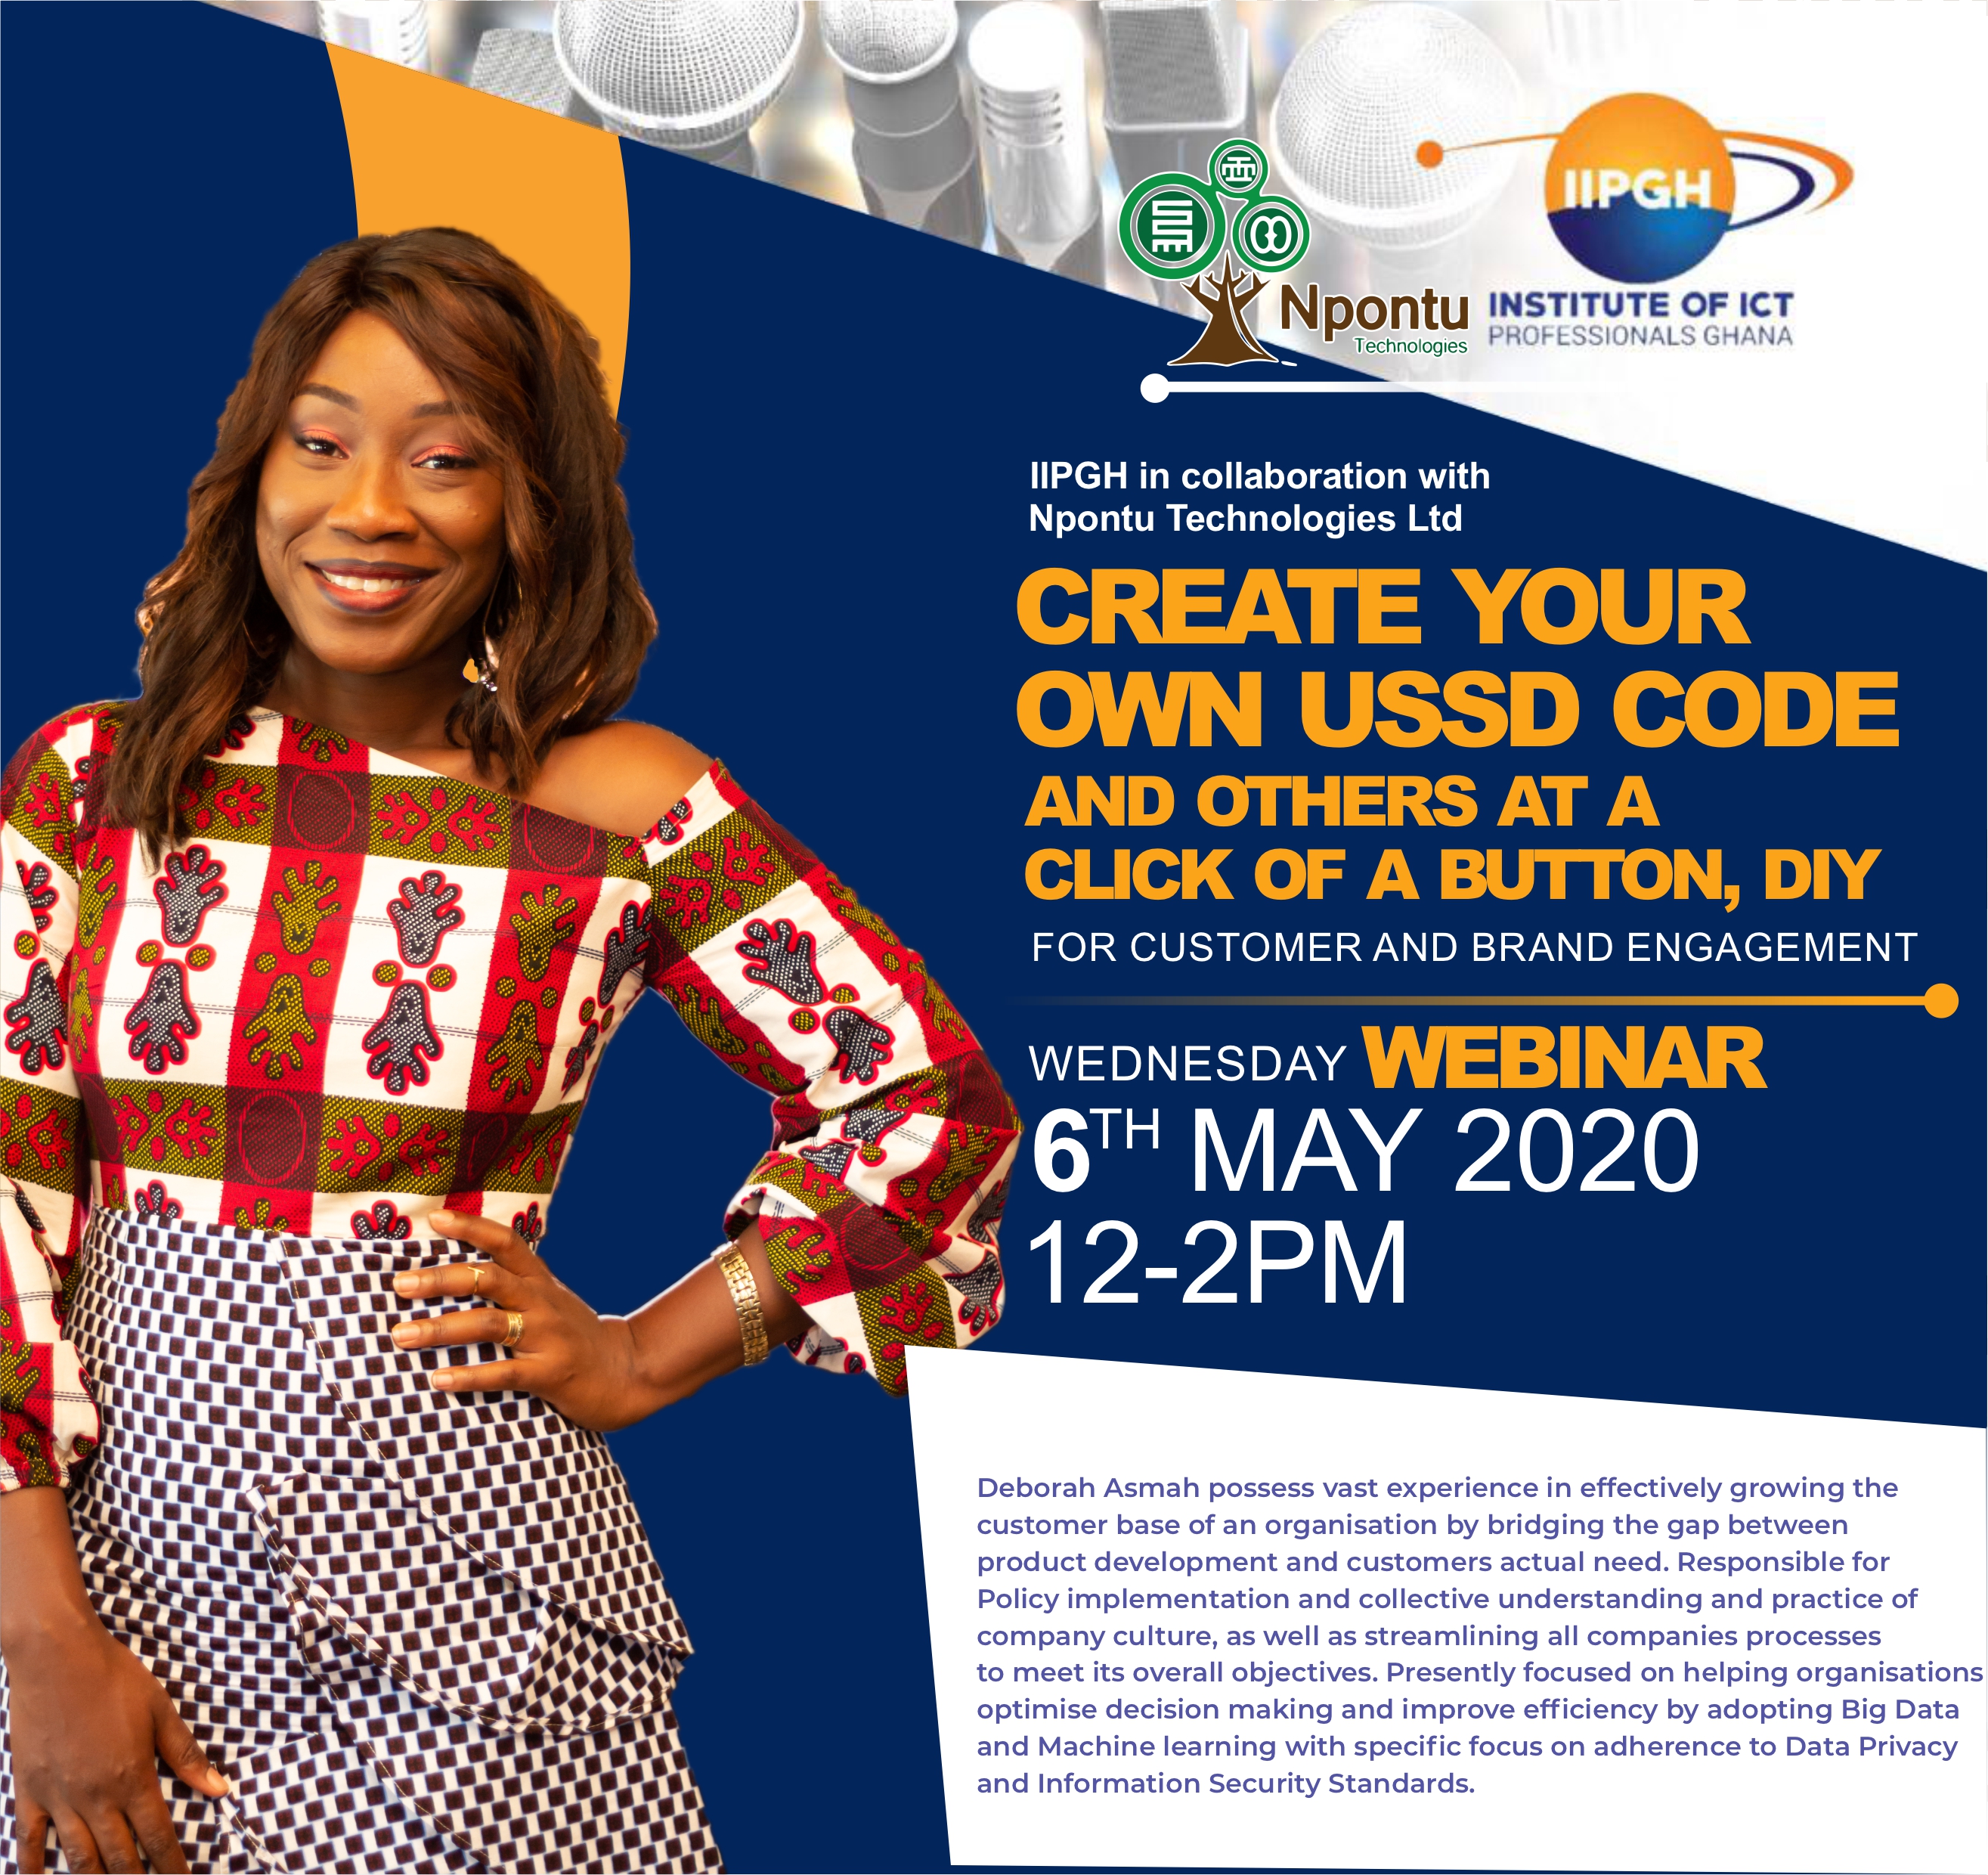 IIPGH
Npontu
Technologies
INSTITUTE OF ICT
PROFESSIONALS GHANA
IIPGH in collaboration with
Npontu Technologies Ltd
CREATE YOUR
OWN USSD CODE
AND OTHERS AT A
CLICK OF A BUTTON, DIY
FOR CUSTOMER AND BRAND ENGAGEMENT
WEDNESDAY WEBINAR
6TH MAY 2020
12-2PM
Deborah Asmah possess vast experience in effectively growing the
customer base of an organisation by bridging the gap between
product development and customers actual need. Responsible for
Policy implementation and collective understanding and practice of
company culture, as well as streamlining all companies processes
to meet its overall objectives. Presently focused on helping organisations
optimise decision making and improve efficiency by adopting Big Data
and Machine learning with specific focus on adherence to Data Privacy
and Information Security Standards.